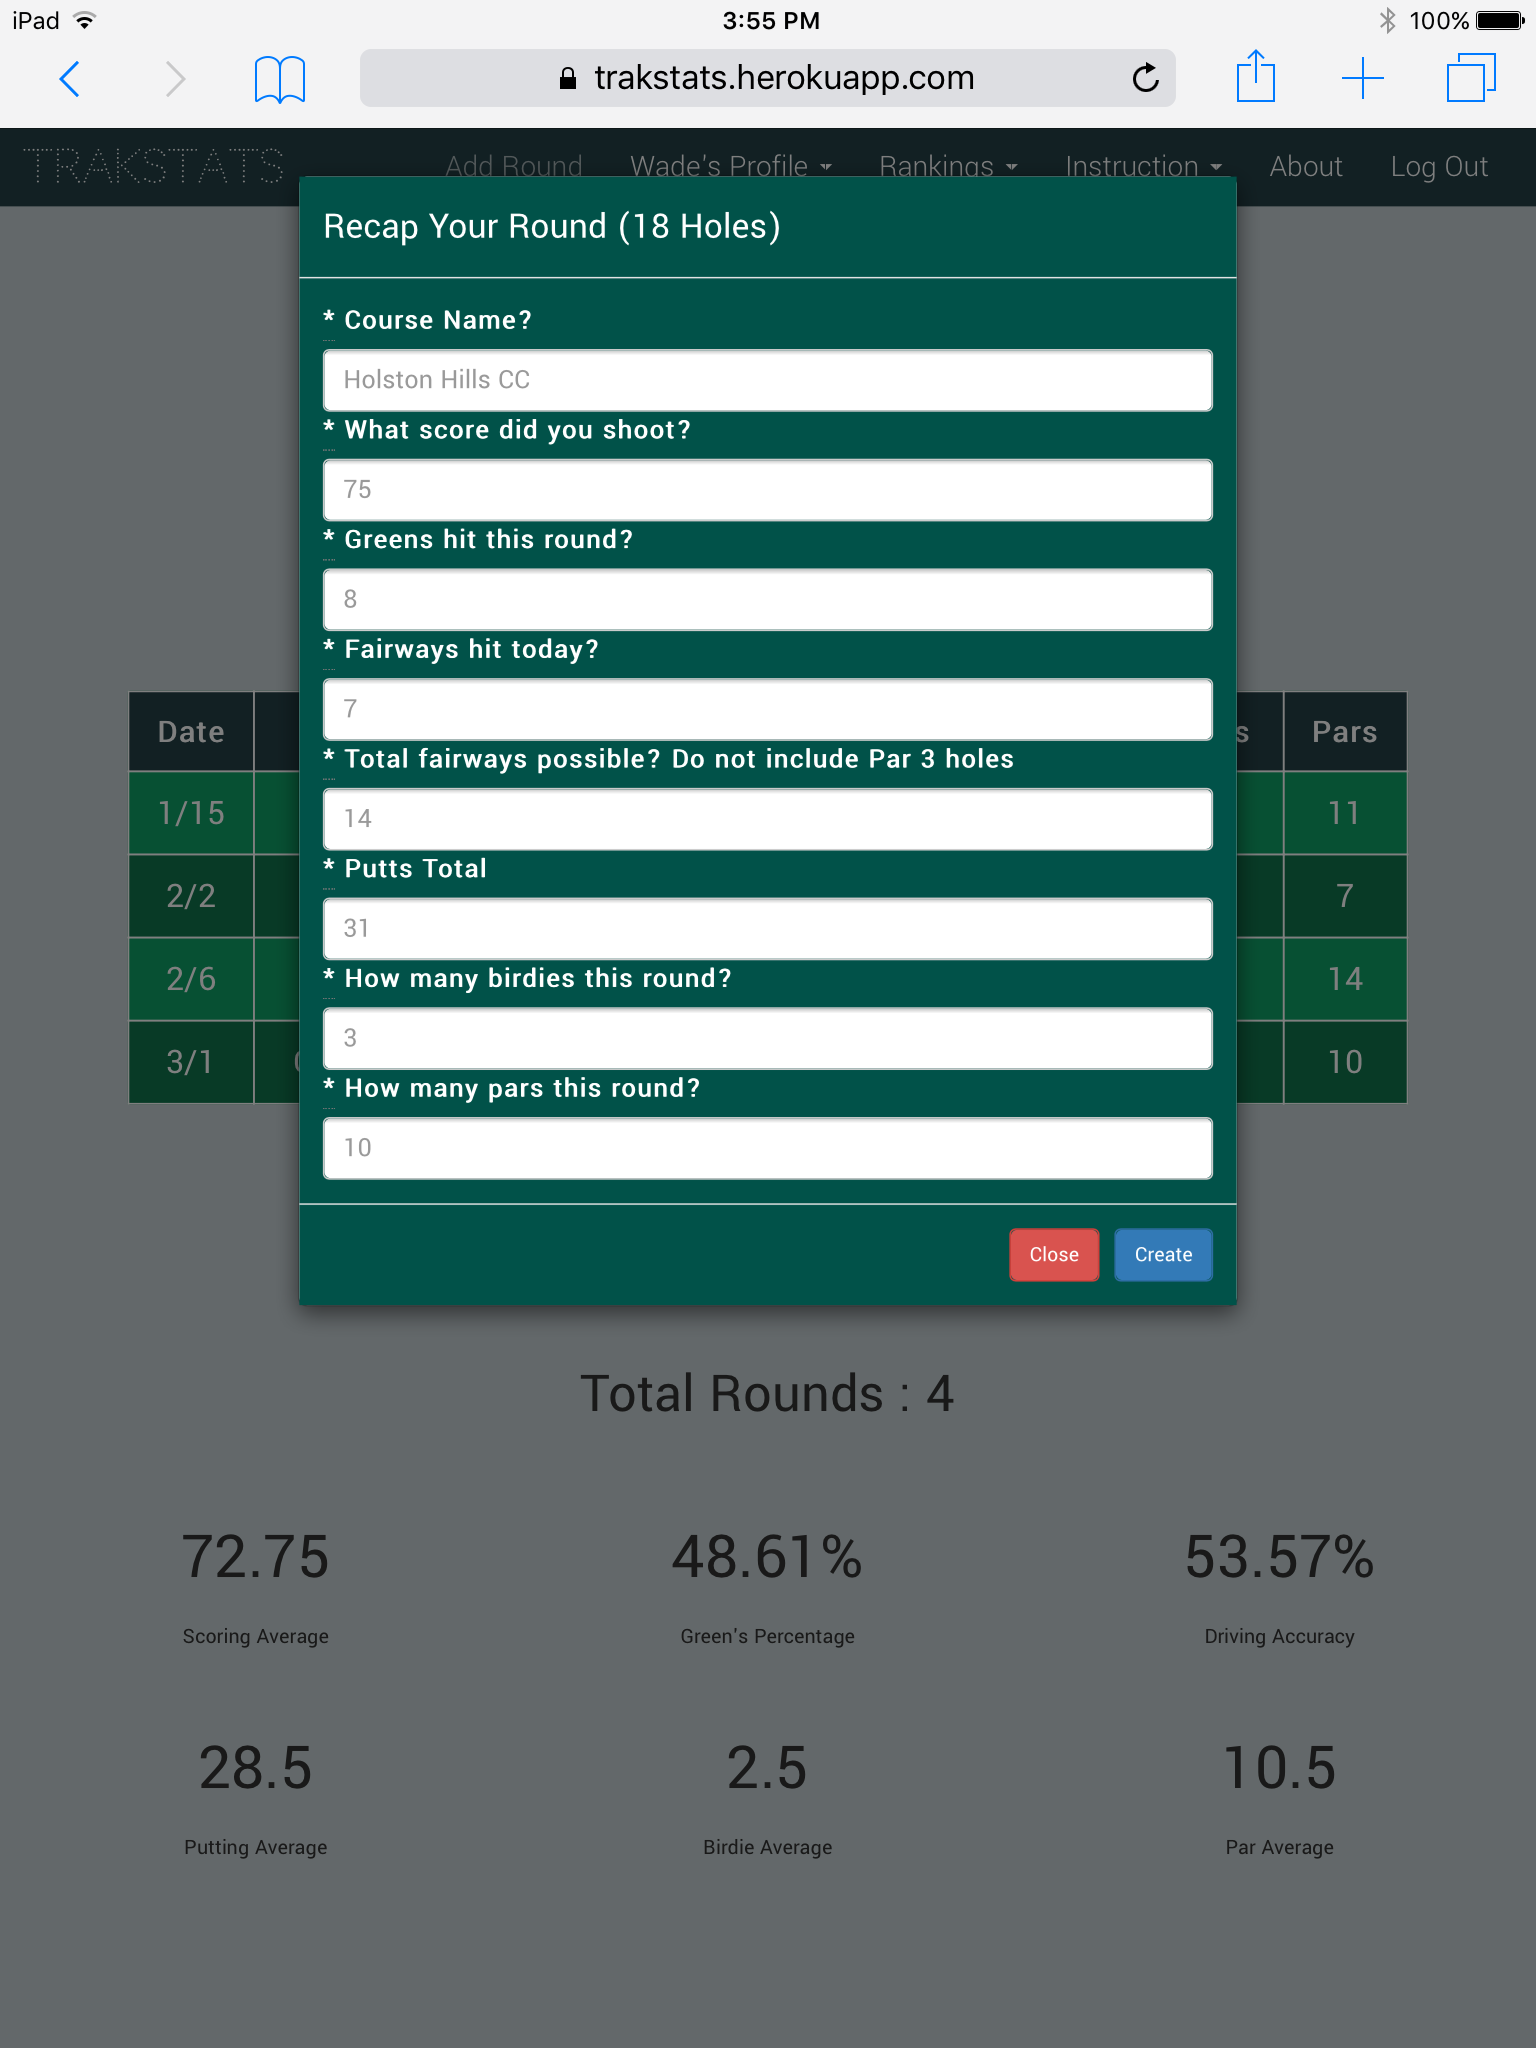 iPad 3:55 PM 100%
trakstats.herokuapp.com
TRAKSTATS Add Round Wade's Profile Rankings Instruction About Log Out
Recap Your Round (18 Holes)
* Course Name?
Holston Hills CC
* What score did you shoot?
75
* Greens hit this round?
8
* Fairways hit today?
7
* Total fairways possible? Do not include Par 3 holes
14
* Putts Total
31
* How many birdies this round?
3
* How many pars this round?
10
Close Create
Date s Pars
1/15 11
2/2 7
2/6 14
3/1 10
Total Rounds : 4
72.75 48.61% 53.57%
Scoring Average Green's Percentage Driving Accuracy
28.5 2.5 10.5
Putting Average Birdie Average Par Average